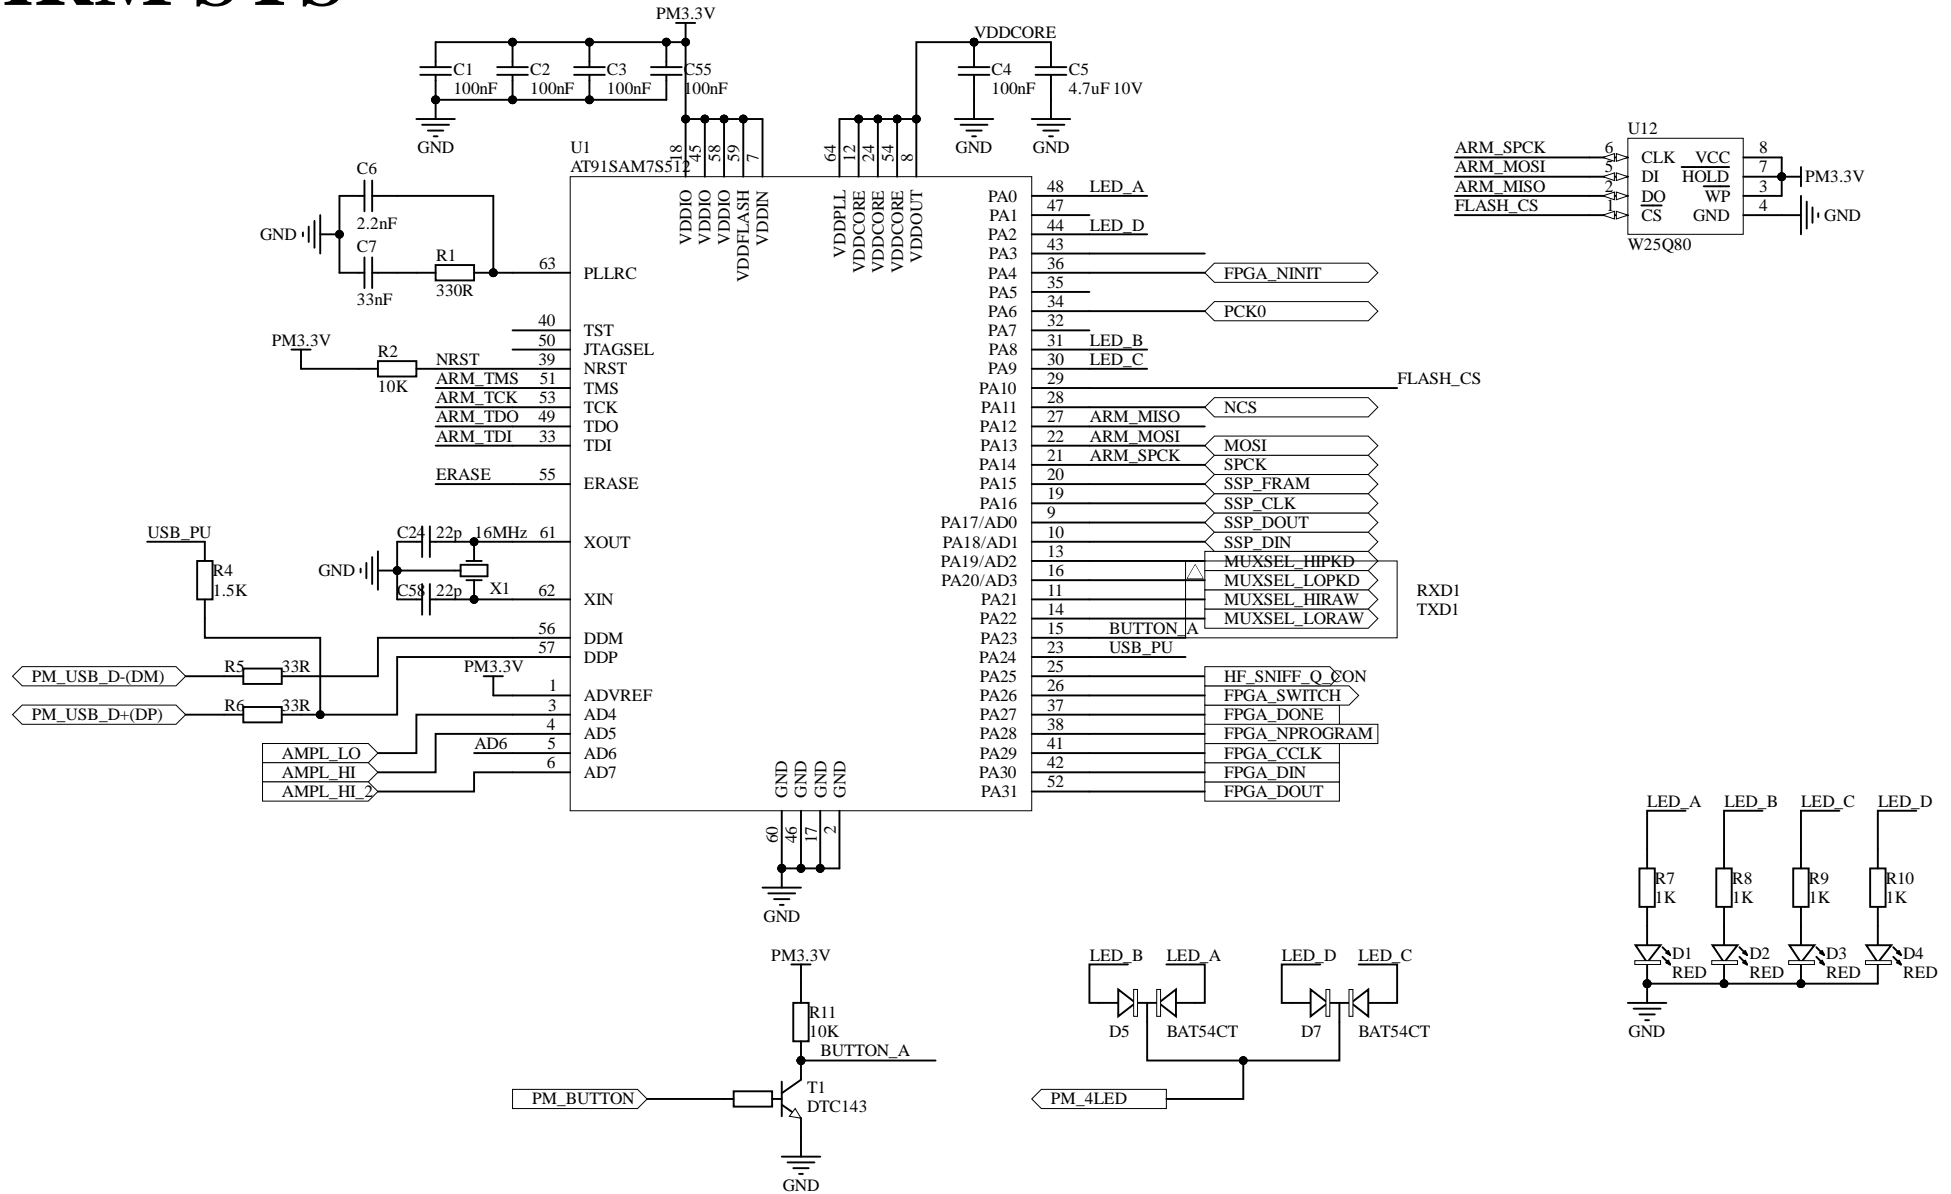 PM3.3V
VDDCORE
C1
100nF
C2
100nF
C3
100nF
C55
100nF
C4
100nF
C5
4.7uF 10V
GND
GND
GND
U1
AT91SAM7S512
18
45
58
59
7
64
12
24
54
8
VDDIO
VDDIO
VDDIO
VDDFLASH
VDDIN
VDDPLL
VDDCORE
VDDCORE
VDDCORE
VDDOUT
C6
2.2nF
GND
C7
33nF
R1
330R
63 PLLRC
40 TST
50 JTAGSEL
PM3.3V
R2
10K
NRST 39 NRST
ARM_TMS 51 TMS
ARM_TCK 53 TCK
ARM_TDO 49 TDO
ARM_TDI 33 TDI
ERASE 55 ERASE
C24 22p 16MHz 61 XOUT
GND
C58 22p X1 62 XIN
USB_PU
R4
1.5K
56 DDM
57 DDP
PM_USB_D-(DM) R5 33R
PM_USB_D+(DP) R6 33R
PM3.3V
1 ADVREF
3 AD4
4 AD5
AD6 5 AD6
6 AD7
AMPL_LO
AMPL_HI
AMPL_HI_2
PA0 48 LED_A
PA1 47
PA2 44 LED_D
PA3 43
PA4 36 FPGA_NINIT
PA5 35
PA6 34 PCK0
PA7 32
PA8 31 LED_B
PA9 30 LED_C
PA10 29 FLASH_CS
PA11 28 NCS
PA12 27 ARM_MISO
PA13 22 ARM_MOSI MOSI
PA14 21 ARM_SPCK SPCK
PA15 20 SSP_FRAM
PA16 19 SSP_CLK
PA17/AD0 9 SSP_DOUT
PA18/AD1 10 SSP_DIN
PA19/AD2 13 MUXSEL_HIPKD
PA20/AD3 16 MUXSEL_LOPKD
PA21 11 MUXSEL_HIRAW
PA22 14 MUXSEL_LORAW
RXD1
TXD1
PA23 15 BUTTON_A
PA24 23 USB_PU
PA25 25 HF_SNIFF_Q_CON
PA26 26 FPGA_SWITCH
PA27 37 FPGA_DONE
PA28 38 FPGA_NPROGRAM
PA29 41 FPGA_CCLK
PA30 42 FPGA_DIN
PA31 52 FPGA_DOUT
GND
GND
GND
GND
60
46
17
2
GND
U12
ARM_SPCK 6 CLK VCC 8
ARM_MOSI 5 DI HOLD 7 PM3.3V
ARM_MISO 2 DO WP 3
FLASH_CS 1 CS GND 4 GND
W25Q80
LED_A LED_B LED_C LED_D
R7
1K
R8
1K
R9
1K
R10
1K
D1
RED
D2
RED
D3
RED
D4
RED
GND
PM3.3V
R11
10K
BUTTON_A
PM_BUTTON
T1
DTC143
GND
LED_B LED_A LED_D LED_C
D5 BAT54CT D7 BAT54CT
PM_4LED